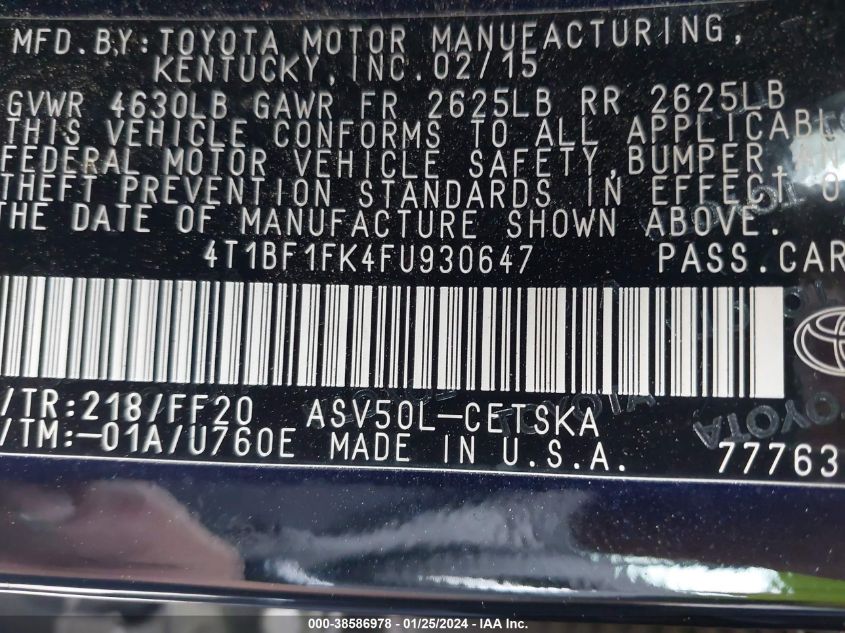 MFD.BY:TOYOTA MOTOR MANUFACTURING,
KENTUCKY, INC. 02/15
GVWR 4630LB GAWR FR 2625LB RR 2625LB
THIS VEHICLE CONFORMS TO ALL APPLICABLE
FEDERAL MOTOR VEHICLE SAFETY, BUMPER, AN
THEFT PREVENTION STANDARDS IN EFFECT O
THE DATE OF MANUFACTURE SHOWN ABOVE.
4T1BF1FK4FU930647 PASS.CAR
/TR:218/FF20 ASV50L-CETSKA
/TM:-01A/U760E MADE IN U.S.A. 77763
TOYOTA
000-38586978 - 01/25/2024 - IAA Inc.